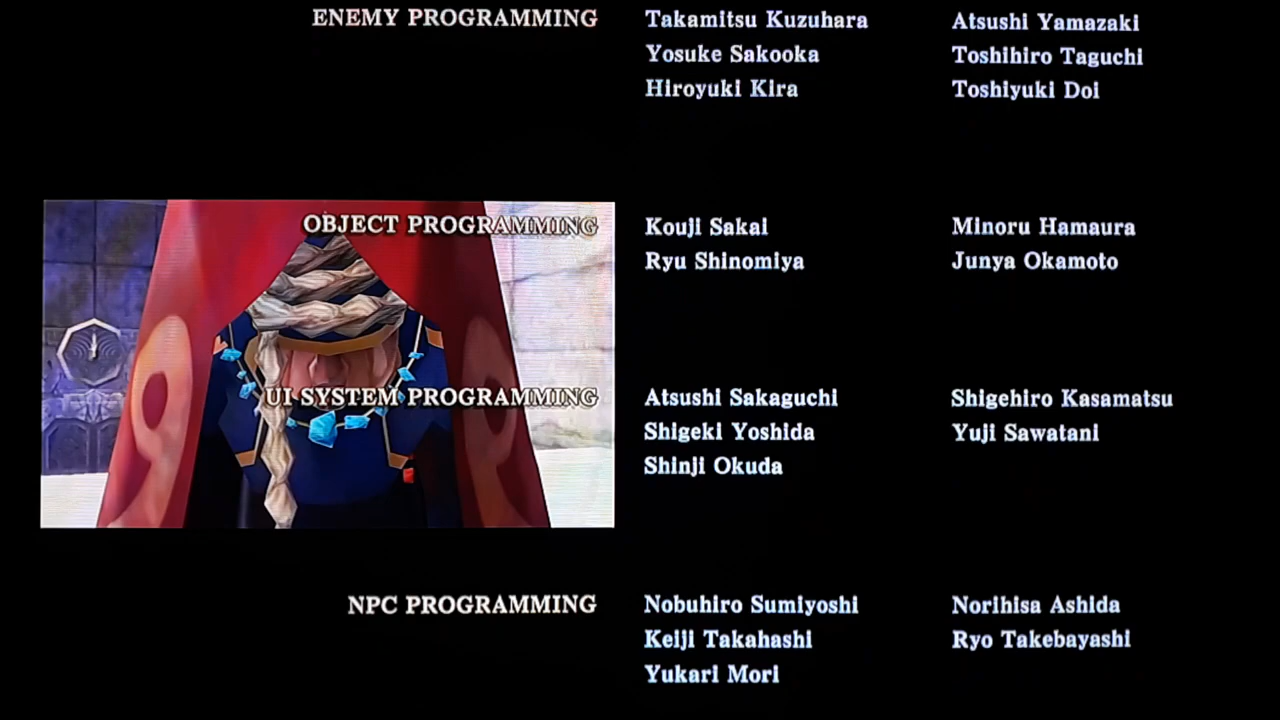 ENEMY PROGRAMMING Takamitsu Kuzuhara Atsushi Yamazaki
Yosuke Sakooka Toshihiro Taguchi
Hiroyuki Kira Toshiyuki Doi
OBJECT PROGRAMMING Kouji Sakai Minoru Hamaura
Ryu Shinomiya Junya Okamoto
UI SYSTEM PROGRAMMING Atsushi Sakaguchi Shigehiro Kasamatsu
Shigeki Yoshida Yuji Sawatani
Shinji Okuda
NPC PROGRAMMING Nobuhiro Sumiyoshi Norihisa Ashida
Keiji Takahashi Ryo Takebayashi
Yukari Mori